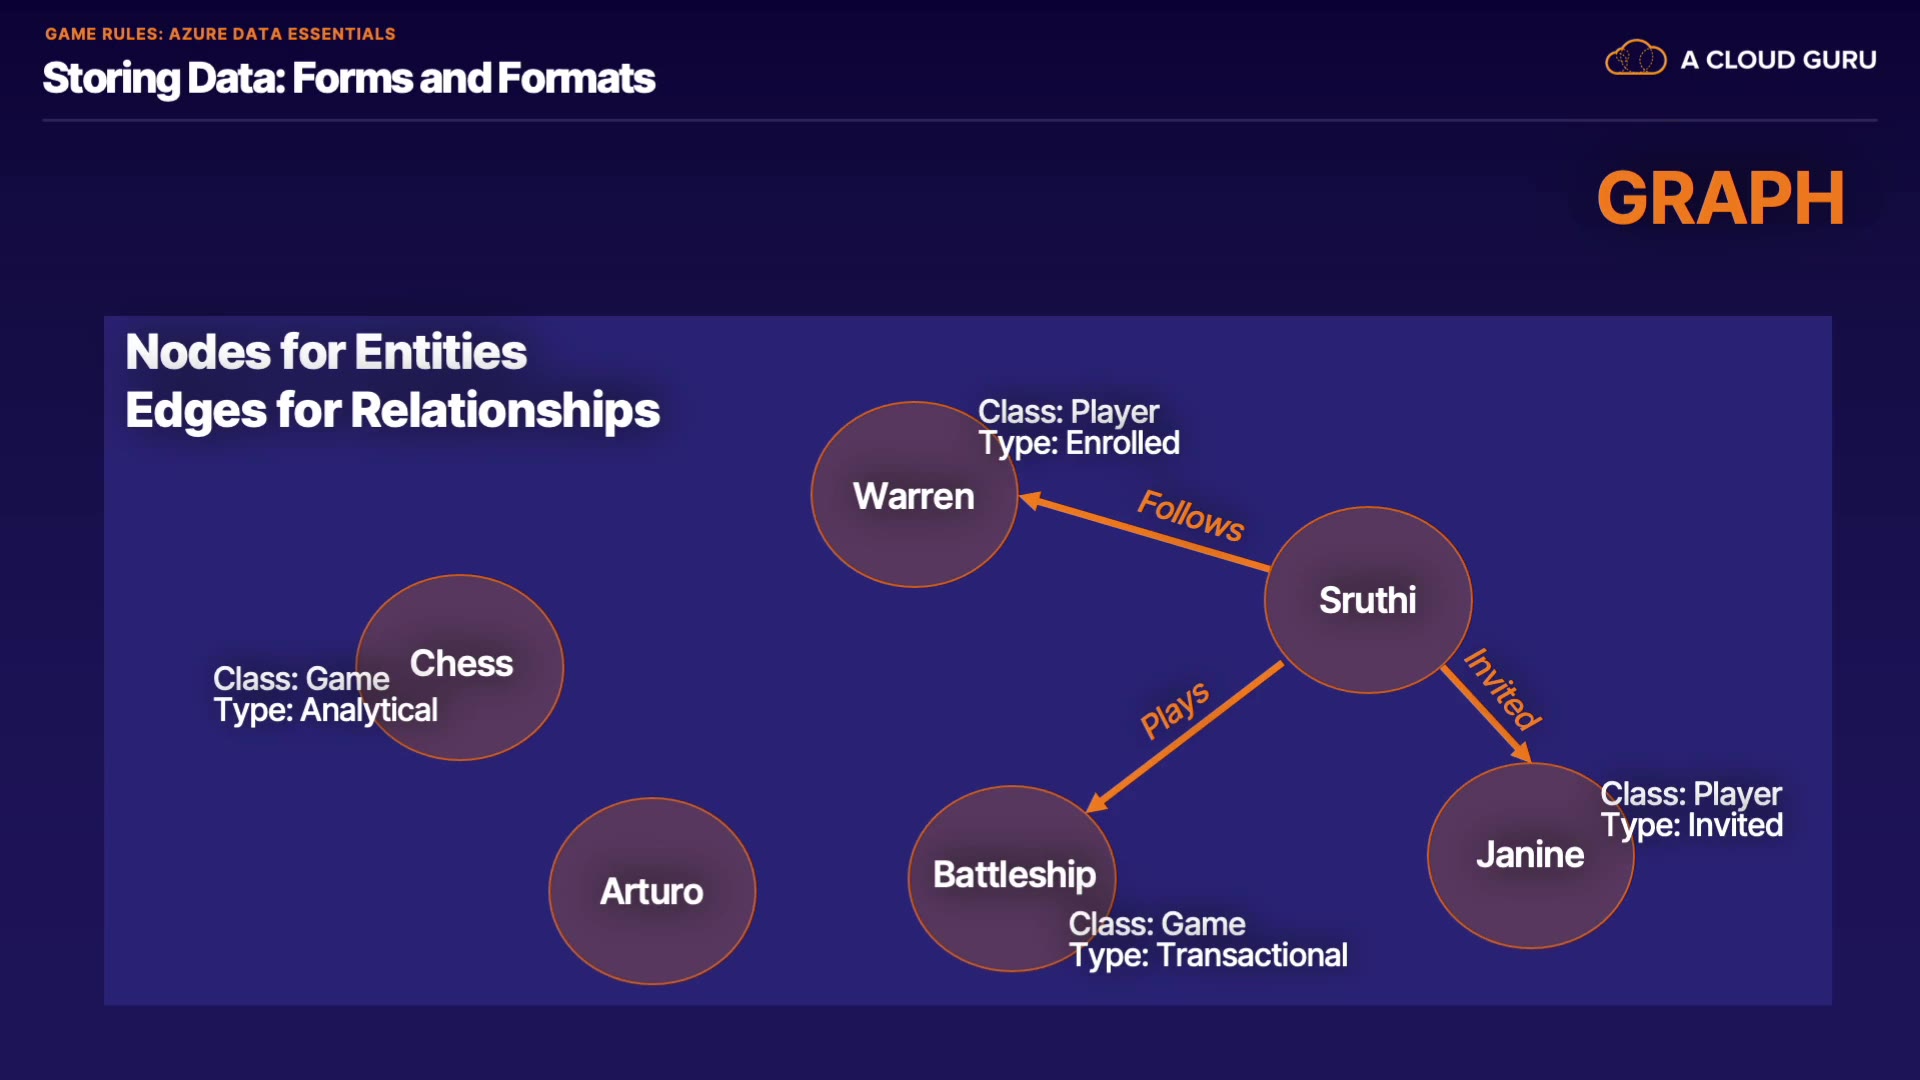 GAME RULES: AZURE DATA ESSENTIALS
Storing Data: Forms and Formats
A CLOUD GURU
GRAPH
Nodes for Entities
Edges for Relationships
Class: Player
Type: Enrolled
Warren
Follows
Sruthi
Chess
Class: Game
Type: Analytical
Plays
Invited
Class: Player
Type: Invited
Janine
Battleship
Arturo
Class: Game
Type: Transactional